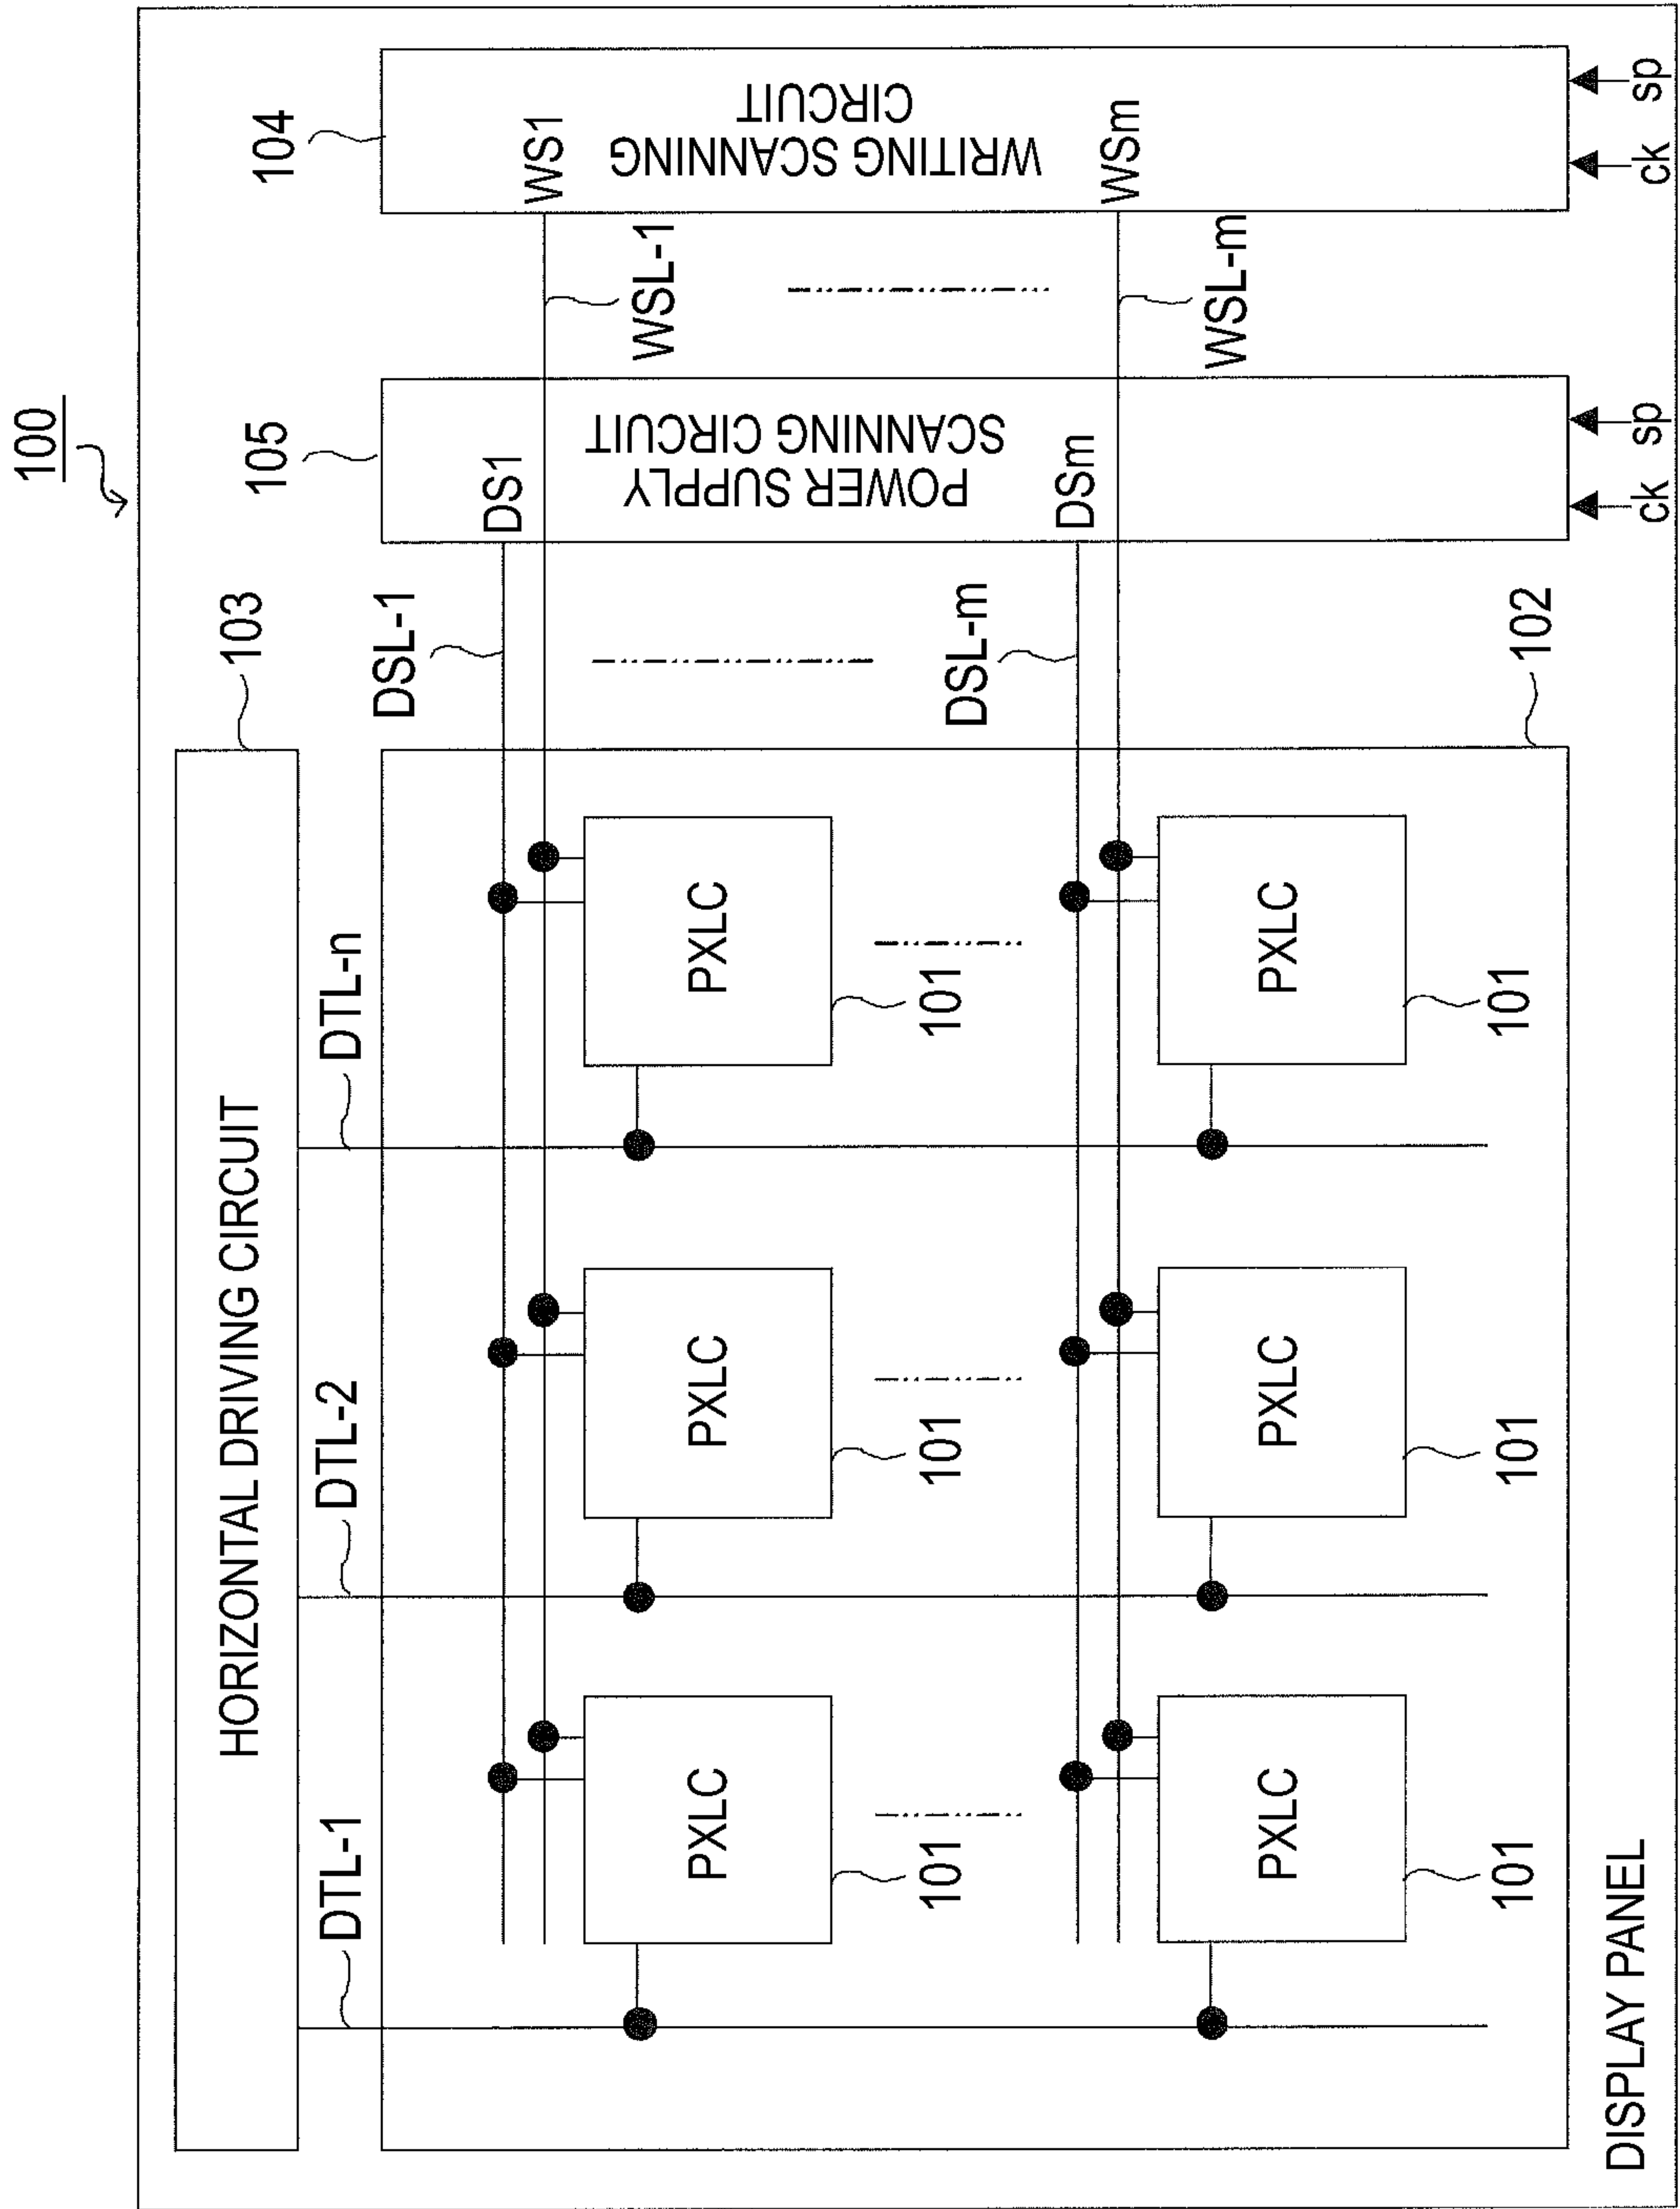 100
104
105
103
HORIZONTAL DRIVING CIRCUIT
DTL-1
DTL-2
DTL-n
DSL-1
DS1
WS1
WSL-1
PXLC
PXLC
PXLC
101
101
101
POWER SUPPLY
SCANNING CIRCUIT
WRITING SCANNING
CIRCUIT
DSL-m
DSm
WSm
WSL-m
PXLC
PXLC
PXLC
101
101
101
102
ck
sp
ck
sp
DISPLAY PANEL